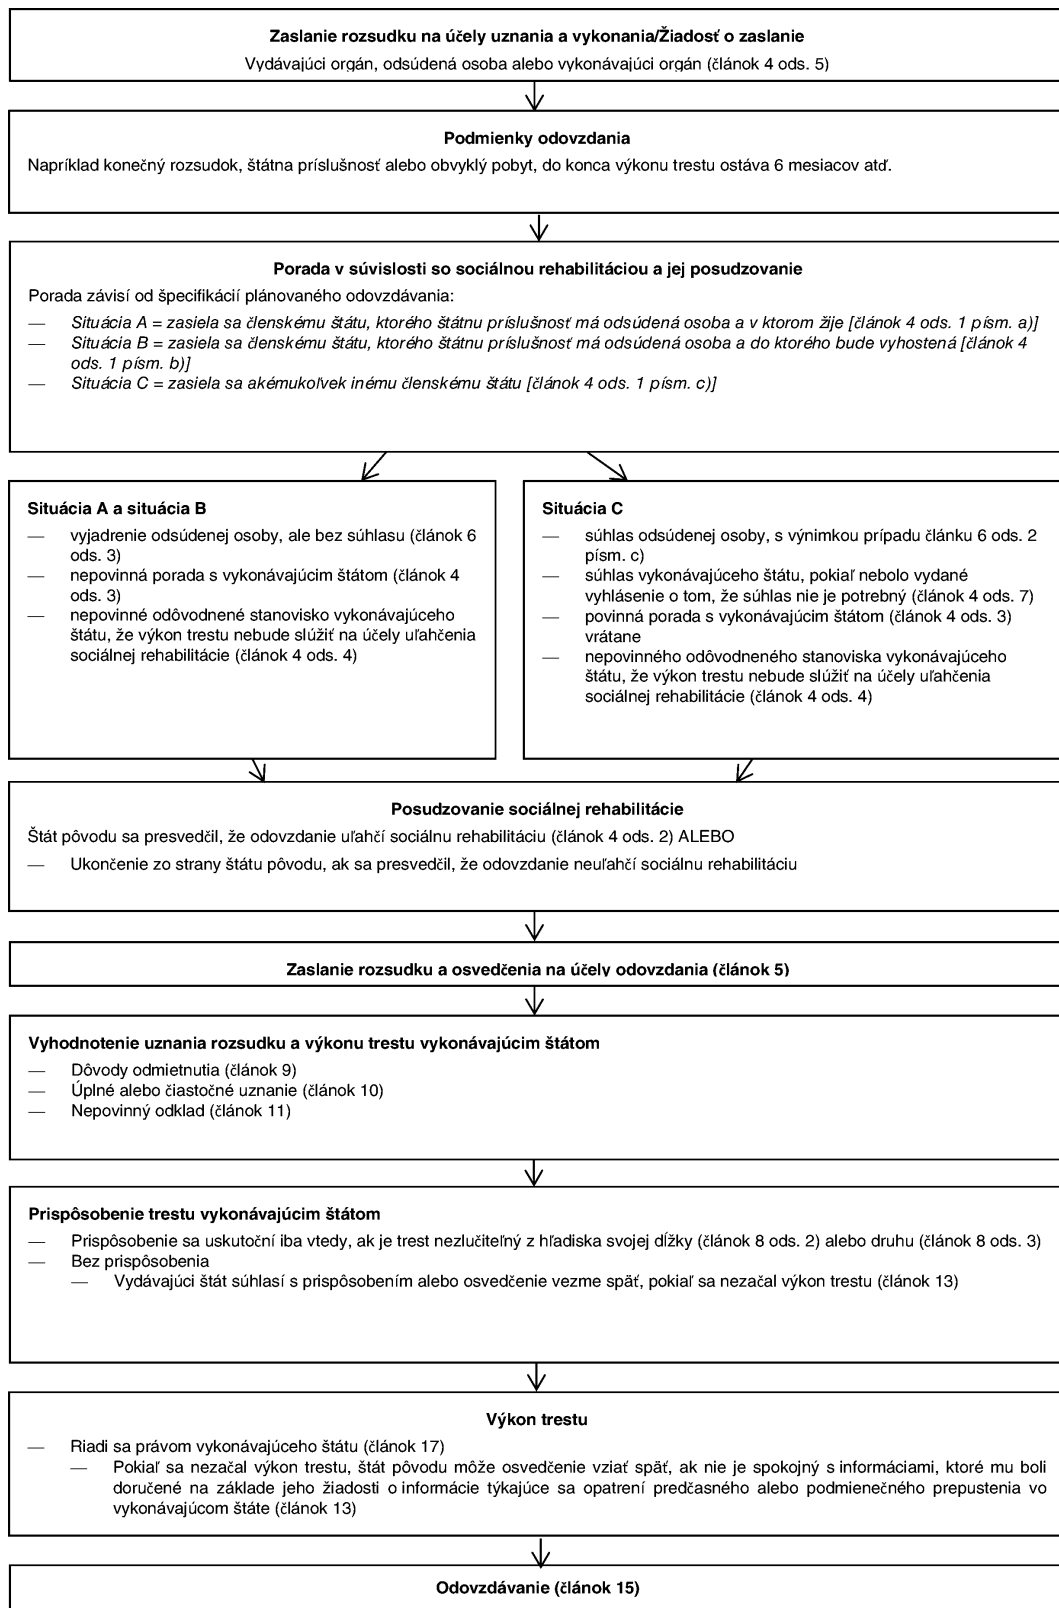 Zaslanie rozsudku na účely uznania a vykonania/Žiadosť o zaslanie
Vydávajúci orgán, odsúdená osoba alebo vykonávajúci orgán (článok 4 ods. 5)
Podmienky odovzdania
Napríklad konečný rozsudok, štátna príslušnosť alebo obvyklý pobyt, do konca výkonu trestu ostáva 6 mesiacov atď.
Porada v súvislosti so sociálnou rehabilitáciou a jej posudzovanie
Porada závisí od špecifikácií plánovaného odovzdávania:
— Situácia A = zasiela sa členskému štátu, ktorého štátnu príslušnosť má odsúdená osoba a v ktorom žije [článok 4 ods. 1 písm. a)]
— Situácia B = zasiela sa členskému štátu, ktorého štátnu príslušnosť má odsúdená osoba a do ktorého bude vyhostená [článok 4
ods. 1 písm. b)]
— Situácia C = zasiela sa akémukoľvek inému členskému štátu [článok 4 ods. 1 písm. c)]
Situácia A a situácia B
— vyjadrenie odsúdenej osoby, ale bez súhlasu (článok 6
ods. 3)
— nepovinná porada s vykonávajúcim štátom (článok 4
ods. 3)
— nepovinné odôvodnené stanovisko vykonávajúceho
štátu, že výkon trestu nebude slúžiť na účely uľahčenia
sociálnej rehabilitácie (článok 4 ods. 4)
Situácia C
— súhlas odsúdenej osoby, s výnimkou prípadu článku 6 ods. 2
písm. c)
— súhlas vykonávajúceho štátu, pokiaľ nebolo vydané
vyhlásenie o tom, že súhlas nie je potrebný (článok 4 ods. 7)
— povinná porada s vykonávajúcim štátom (článok 4 ods. 3)
vrátane
— nepovinného odôvodneného stanoviska vykonávajúceho
štátu, že výkon trestu nebude slúžiť na účely uľahčenia
sociálnej rehabilitácie (článok 4 ods. 4)
Posudzovanie sociálnej rehabilitácie
Štát pôvodu sa presvedčil, že odovzdanie uľahčí sociálnu rehabilitáciu (článok 4 ods. 2) ALEBO
— Ukončenie zo strany štátu pôvodu, ak sa presvedčil, že odovzdanie neuľahčí sociálnu rehabilitáciu
Zaslanie rozsudku a osvedčenia na účely odovzdania (článok 5)
Vyhodnotenie uznania rozsudku a výkonu trestu vykonávajúcim štátom
— Dôvody odmietnutia (článok 9)
— Úplné alebo čiastočné uznanie (článok 10)
— Nepovinný odklad (článok 11)
Prispôsobenie trestu vykonávajúcim štátom
— Prispôsobenie sa uskutoční iba vtedy, ak je trest nezlučiteľný z hľadiska svojej dĺžky (článok 8 ods. 2) alebo druhu (článok 8 ods. 3)
— Bez prispôsobenia
— Vydávajúci štát súhlasí s prispôsobením alebo osvedčenie vezme späť, pokiaľ sa nezačal výkon trestu (článok 13)
Výkon trestu
— Riadi sa právom vykonávajúceho štátu (článok 17)
— Pokiaľ sa nezačal výkon trestu, štát pôvodu môže osvedčenie vziať späť, ak nie je spokojný s informáciami, ktoré mu boli
doručené na základe jeho žiadosti o informácie týkajúce sa opatrení predčasného alebo podmienečného prepustenia vo
vykonávajúcom štáte (článok 13)
Odovzdávanie (článok 15)